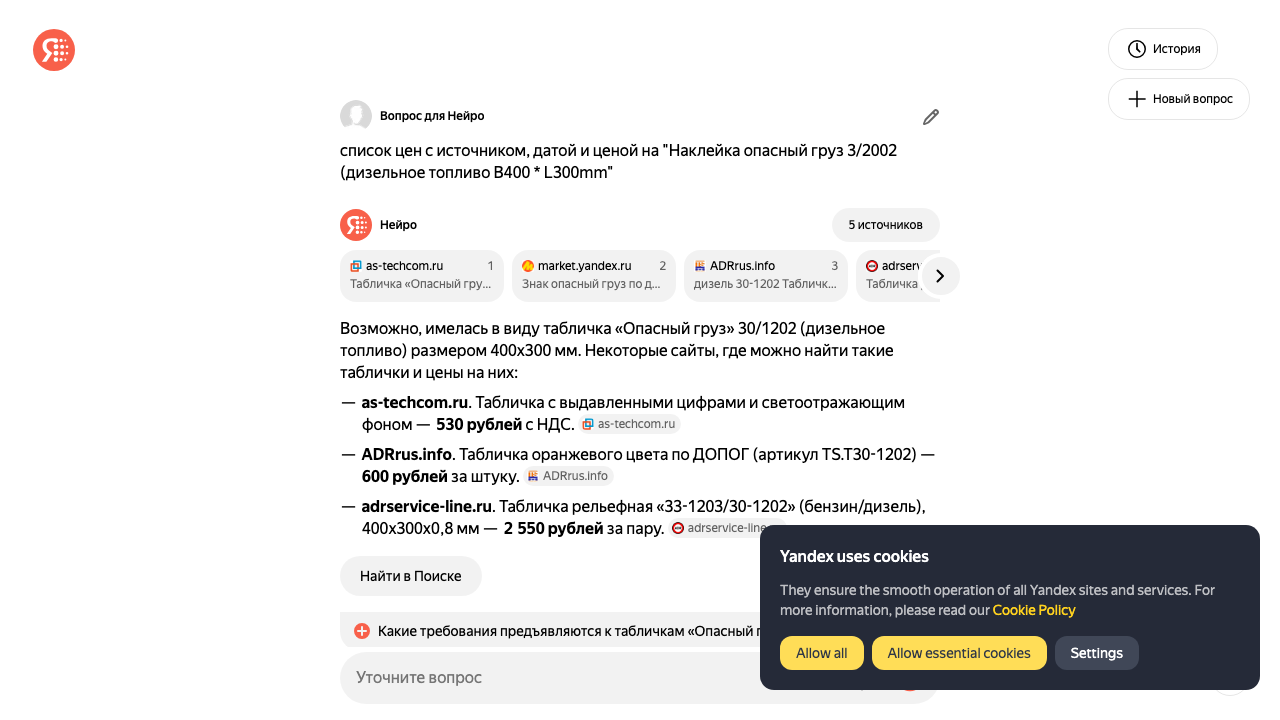 История
Новый вопрос
Вопрос для Нейро
список цен с источником, датой и ценой на "Наклейка опасный груз 3/2002
(дизельное топливо B400 * L300mm"
Нейро
5 источников
as-techcom.ru 1
Табличка «Опасный гру...
market.yandex.ru 2
Знак опасный груз по д...
ADRrus.info 3
дизель 30-1202 Табличк...
adrserv
Табличка
Возможно, имелась в виду табличка «Опасный груз» 30/1202 (дизельное
топливо) размером 400х300 мм. Некоторые сайты, где можно найти такие
таблички и цены на них:
— as-techcom.ru. Табличка с выдавленными цифрами и светоотражающим
фоном — 530 рублей с НДС. as-techcom.ru
— ADRrus.info. Табличка оранжевого цвета по ДОПОГ (артикул TS.T30-1202) —
600 рублей за штуку. ADRrus.info
— adrservice-line.ru. Табличка рельефная «33-1203/30-1202» (бензин/дизель),
400х300х0,8 мм — 2 550 рублей за пару. adrservice-line
Найти в Поиске
Какие требования предъявляются к табличкам «Опасный г
Уточните вопрос
Yandex uses cookies
They ensure the smooth operation of all Yandex sites and services. For
more information, please read our Cookie Policy
Allow all
Allow essential cookies
Settings